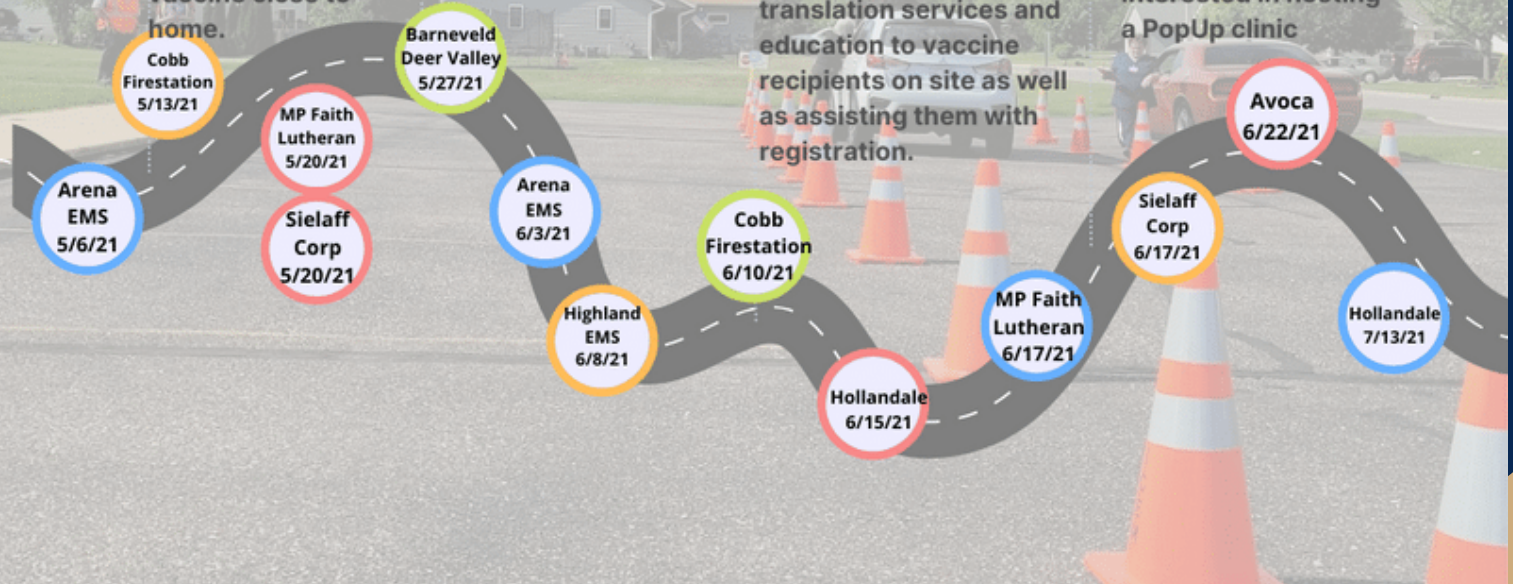 home.
translation services and
education to vaccine
recipients on site as well
as assisting them with
registration.
a PopUp clinic
Arena
EMS
5/6/21
Cobb
Firestation
5/13/21
MP Faith
Lutheran
5/20/21
Sielaff
Corp
5/20/21
Barneveld
Deer Valley
5/27/21
Arena
EMS
6/3/21
Highland
EMS
6/8/21
Cobb
Firestation
6/10/21
Hollandale
6/15/21
MP Faith
Lutheran
6/17/21
Sielaff
Corp
6/17/21
Avoca
6/22/21
Hollandale
7/13/21